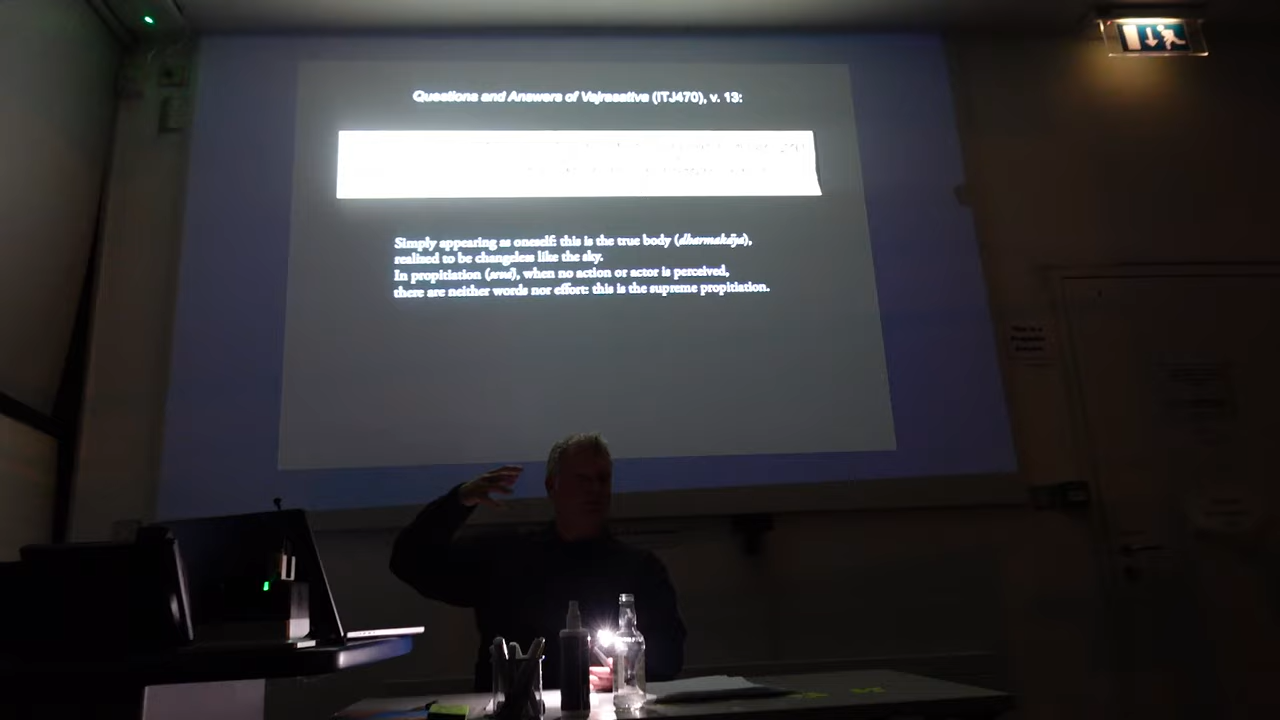 Questions and Answers of Vajrasattva (ITJ470), v. 13:
Simply appearing as oneself: this is the true body (dharmakāya),
realized to be changeless like the sky.
In propitiation (), when no action or actor is perceived,
there are neither words nor effort: this is the supreme propitiation.